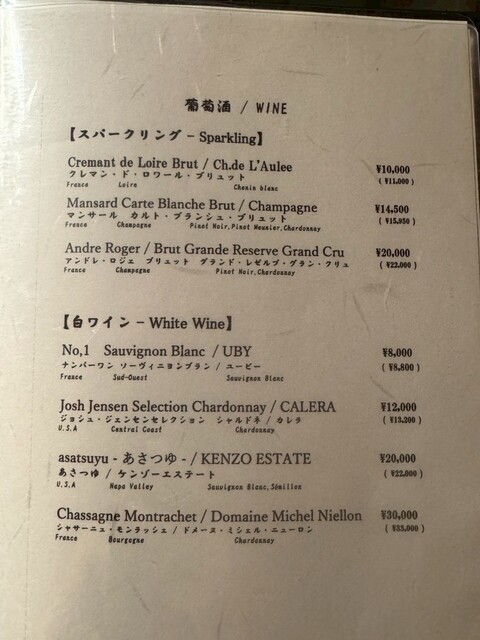 葡萄酒 / WINE
【スパークリング – Sparkling】
Cremant de Loire Brut / Ch.de L'Aulee ¥10,000
クレマン・ド・ロワール・ブリュット (¥11,000)
France Loire Chenin blanc
Mansard Carte Blanche Brut / Champagne ¥14,500
マンサール カルト・ブランシュ・ブリュット (¥15,950)
France Champagne Pinot Noir,Pinot Meunier,Chardonnay
Andre Roger / Brut Grande Reserve Grand Cru ¥20,000
アンドレ・ロジェ ブリュット グランド・レゼルブ・グラン・クリュ (¥22,000)
France Champagne Pinot Noir,Chardonnay
【白ワイン – White Wine】
No,1 Sauvignon Blanc / UBY ¥8,000
ナンバーワン ソーヴィニヨンブラン / ユービー (¥8,800)
France Sud-Ouest Sauvignon Blanc
Josh Jensen Selection Chardonnay / CALERA ¥12,000
ジョシュ・ジェンセンセレクション シャルドネ / カレラ (¥13,200)
U.S.A Central Coast Chardonnay
asatsuyu - あさつゆ - / KENZO ESTATE ¥20,000
あさつゆ / ケンゾーエステート (¥22,000)
U.S.A Napa Valley Sauvignon Blanc,Sémillon
Chassagne Montrachet / Domaine Michel Niellon ¥30,000
シャサーニュ・モンラッシェ / ドメーヌ・ミシェル・ニューロン (¥33,000)
France Bourgogne Chardonnay